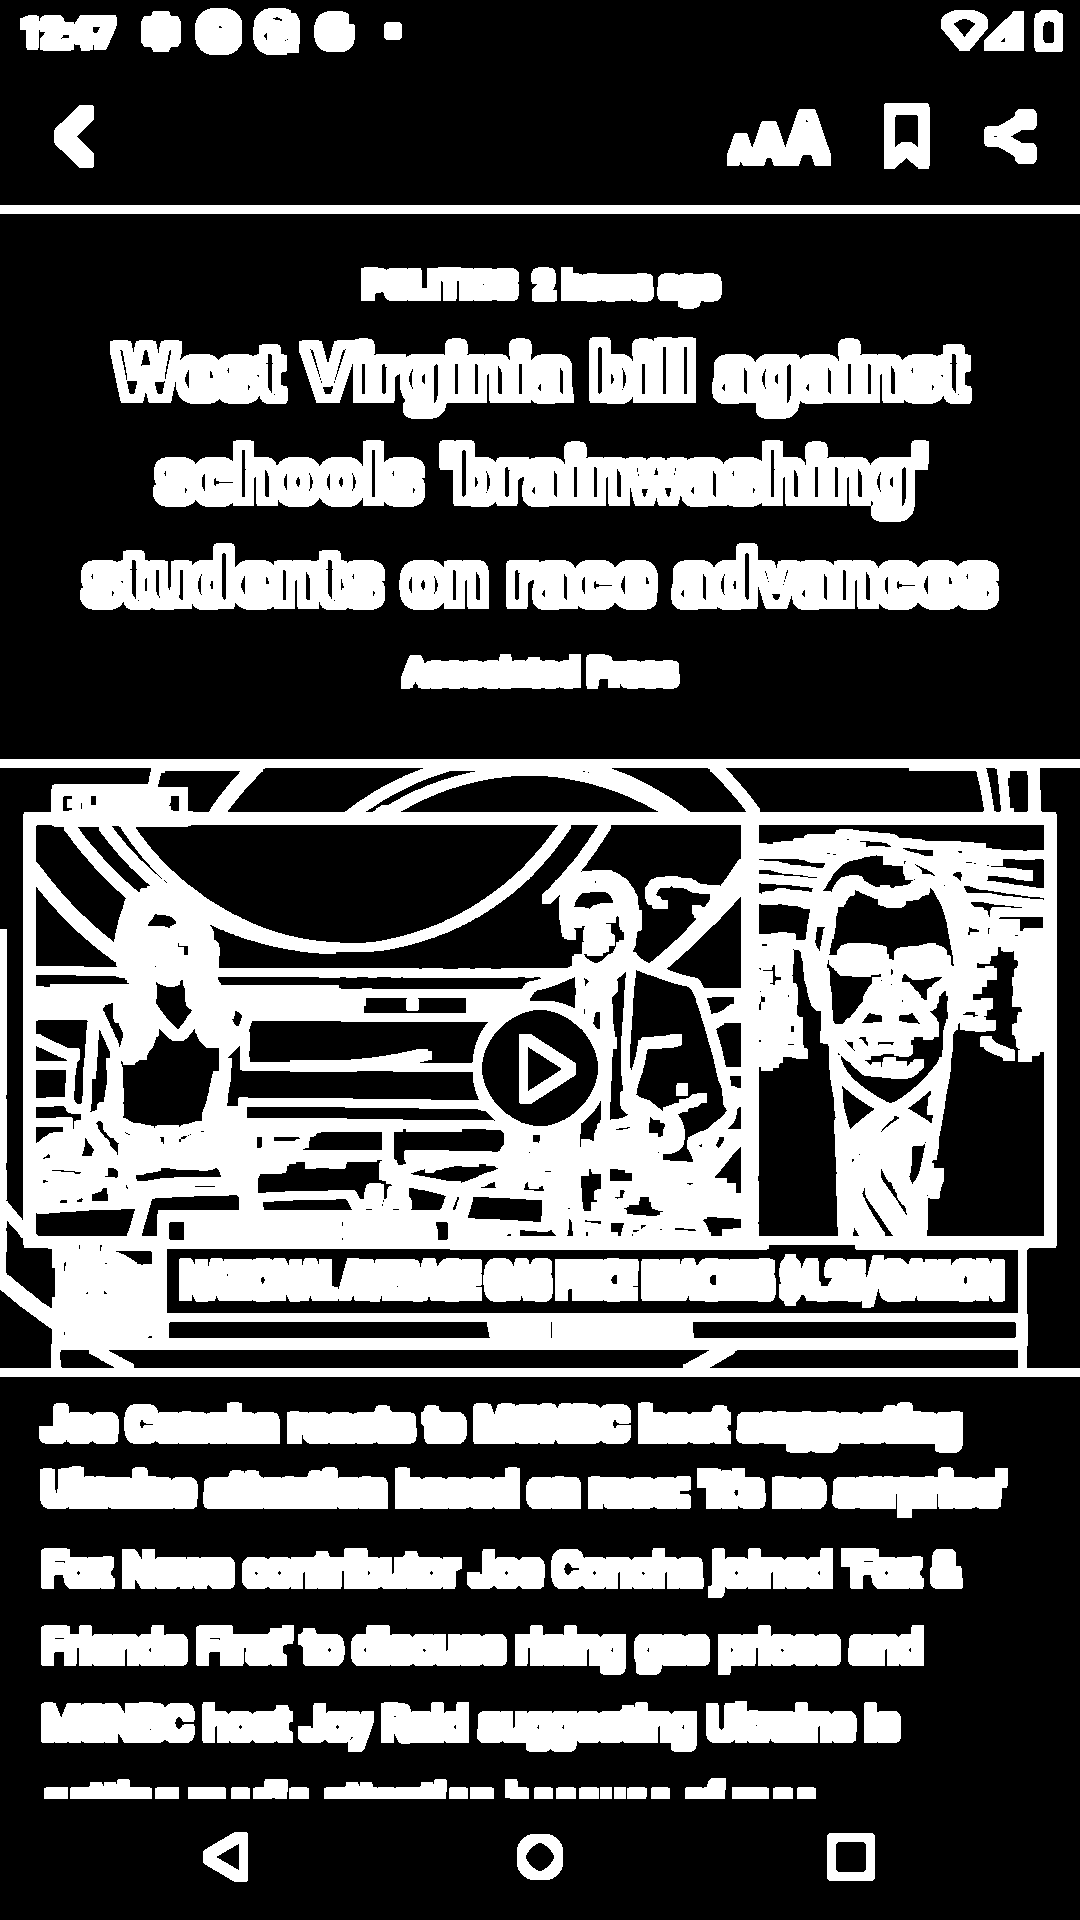 12:47
AAA
POLITICS 2 hours ago
West Virginia bill against
schools 'brainwashing'
students on race advances
Associated Press
NATIONAL AVERAGE GAS PRICE REACHES $4.25/GALLON
Joe Concha reacts to MSNBC host suggesting
Ukraine attention based on race: 'It's no surprise'
Fox News contributor Joe Concha joined 'Fox &
Friends First' to discuss rising gas prices and
MSNBC host Joy Reid suggesting Ukraine is